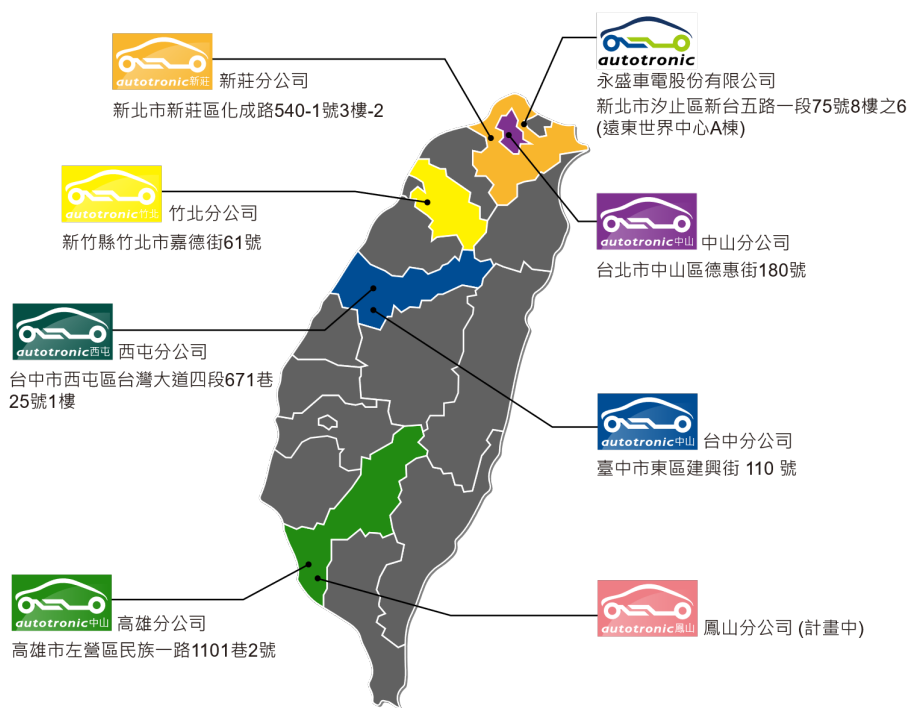 autotronic新莊
新莊分公司
新北市新莊區化成路540-1號3樓-2
autotronic
永盛車電股份有限公司
新北市汐止區新台五路一段75號8樓之6
(遠東世界中心A棟)
autotronic竹北
竹北分公司
新竹縣竹北市嘉德街61號
autotronic中山
中山分公司
台北市中山區德惠街180號
autotronic西屯
西屯分公司
台中市西屯區台灣大道四段671巷
25號1樓
autotronic中山
台中分公司
臺中市東區建興街 110 號
autotronic中山
高雄分公司
高雄市左營區民族一路1101巷2號
autotronic鳳山
鳳山分公司 (計畫中)